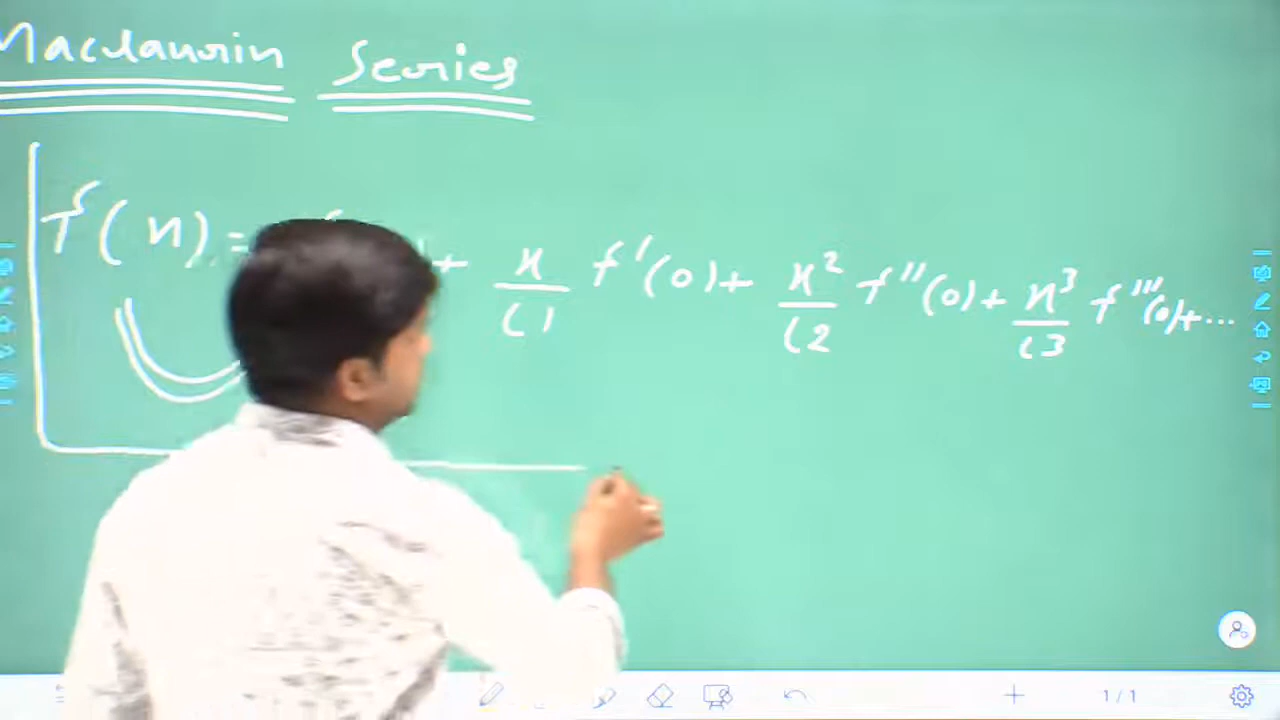 Maclaurin Series
f(x) = + x/⌊1 f'(0) + x²/⌊2 f''(0) + x³/⌊3 f'''(0) + ...
1/1